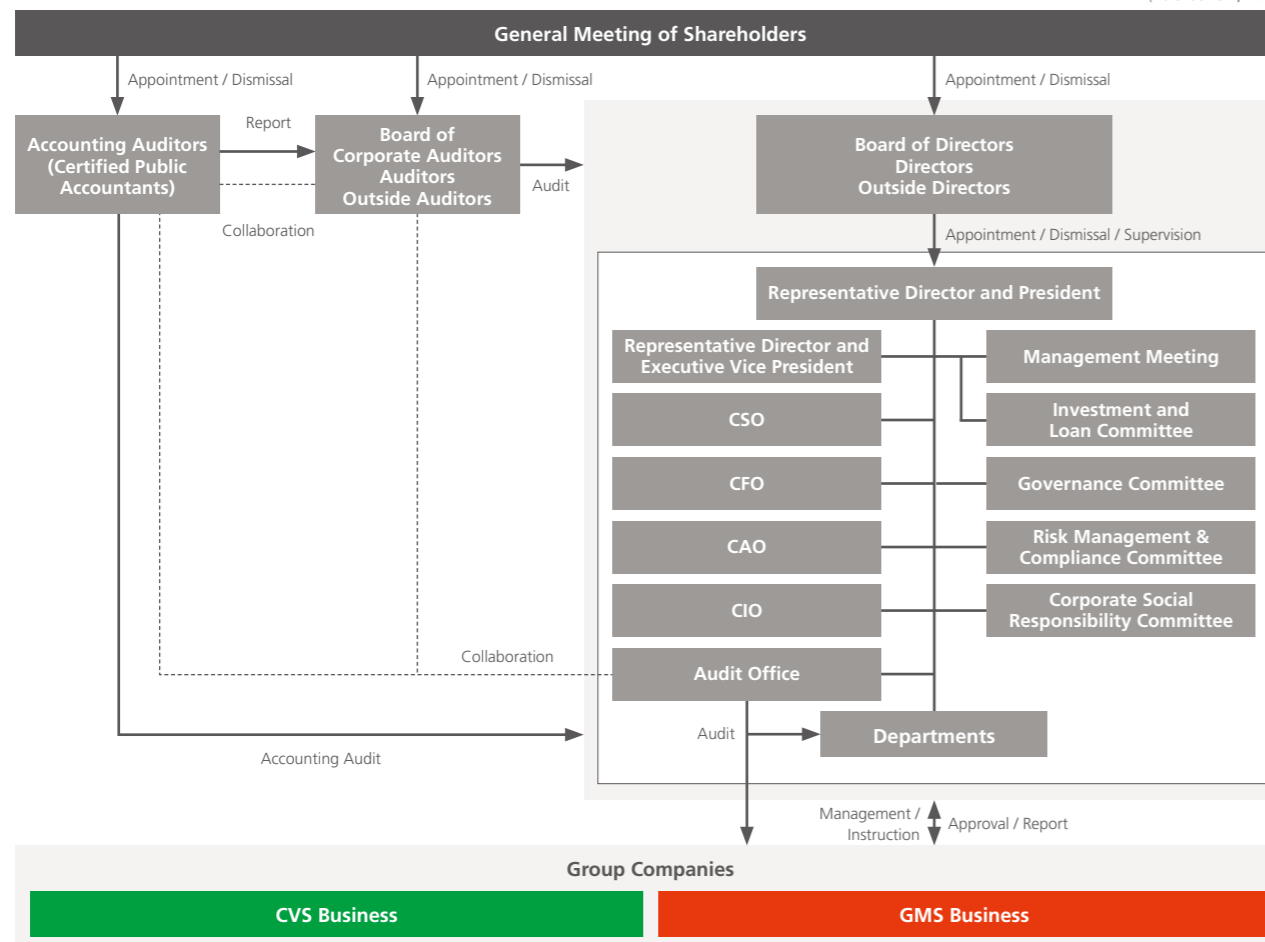 General Meeting of Shareholders
Appointment / Dismissal
Appointment / Dismissal
Appointment / Dismissal
Accounting Auditors
(Certified Public
Accountants)
Report
Board of
Corporate Auditors
Auditors
Outside Auditors
Audit
Collaboration
Board of Directors
Directors
Outside Directors
Appointment / Dismissal / Supervision
Representative Director and President
Representative Director and
Executive Vice President
Management Meeting
CSO
Investment and
Loan Committee
CFO
Governance Committee
CAO
Risk Management &
Compliance Committee
CIO
Corporate Social
Responsibility Committee
Collaboration
Audit Office
Audit
Departments
Accounting Audit
Management /
Instruction
Approval / Report
Group Companies
CVS Business
GMS Business